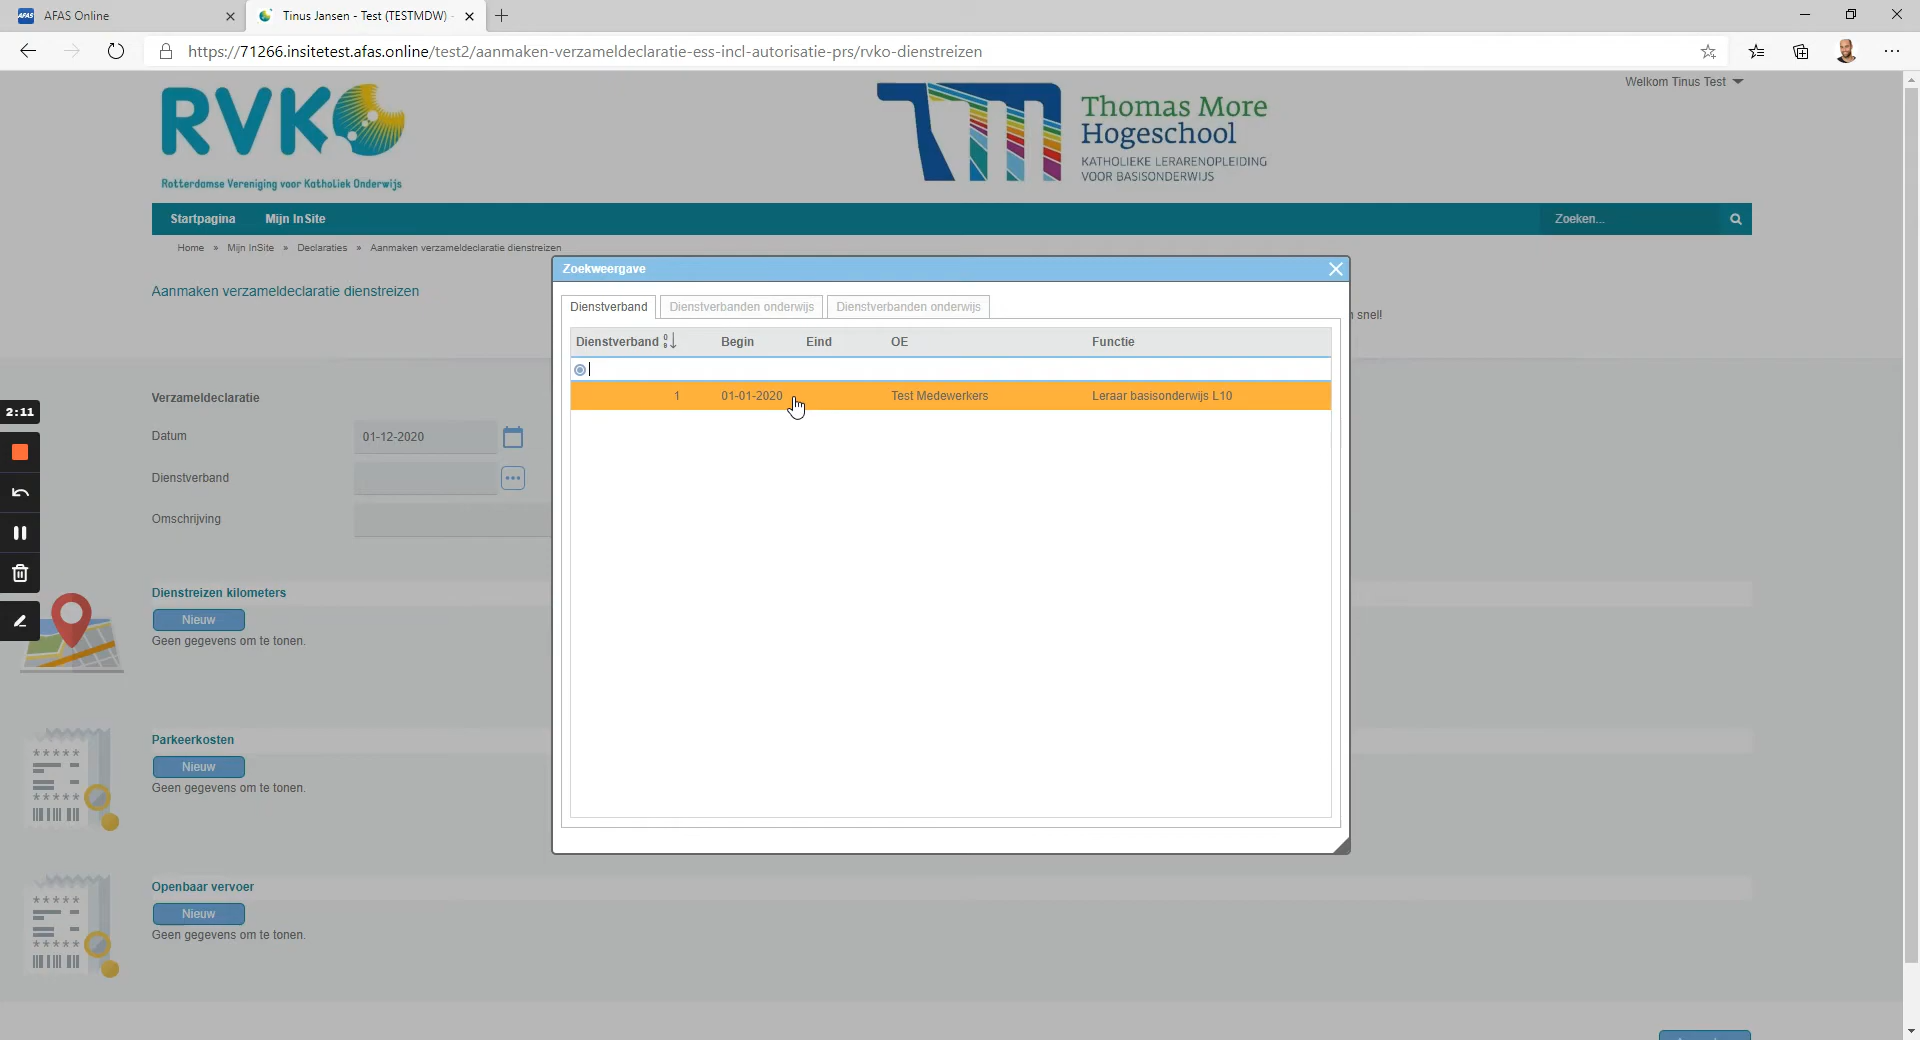 AFAS AFAS Online
Tinus Jansen - Test (TESTMDW) -
https://71266.insitetest.afas.online/test2/aanmaken-verzameldeclaratie-ess-incl-autorisatie-prs/rvko-dienstreizen
Welkom Tinus Test
RVKO
Rotterdamse Vereniging voor Katholiek Onderwijs
Thomas More
Hogeschool
KATHOLIEKE LERARENOPLEIDING
VOOR BASISONDERWIJS
Startpagina Mijn InSite Zoeken...
Home » Mijn InSite » Declaraties » Aanmaken verzameldeclaratie dienstreizen
Aanmaken verzameldeclaratie dienstreizen
n snel!
Zoekweergave
Dienstverband Dienstverbanden onderwijs Dienstverbanden onderwijs
Dienstverband Begin Eind OE Functie
1 01-01-2020 Test Medewerkers Leraar basisonderwijs L10
Verzameldeclaratie
2:11
Datum 01-12-2020
Dienstverband
Omschrijving
Dienstreizen kilometers
Nieuw
Geen gegevens om te tonen.
Parkeerkosten
Nieuw
Geen gegevens om te tonen.
Openbaar vervoer
Nieuw
Geen gegevens om te tonen.